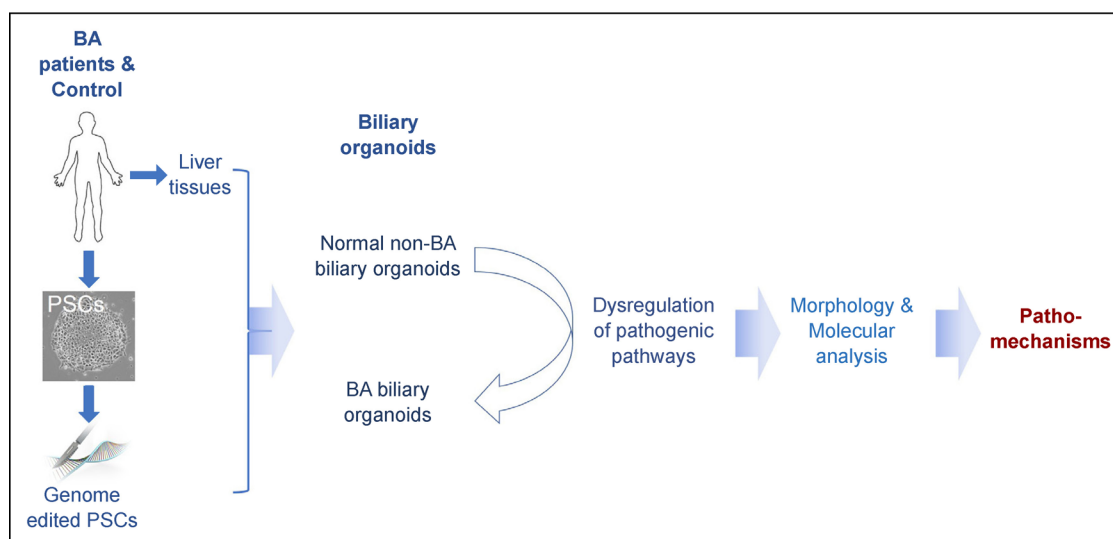 BA
patients &
Control
Liver
tissues
PSCs
Genome
edited PSCs
Biliary
organoids
Normal non-BA
biliary organoids
BA biliary
organoids
Dysregulation
of pathogenic
pathways
Morphology &
Molecular
analysis
Patho-
mechanisms